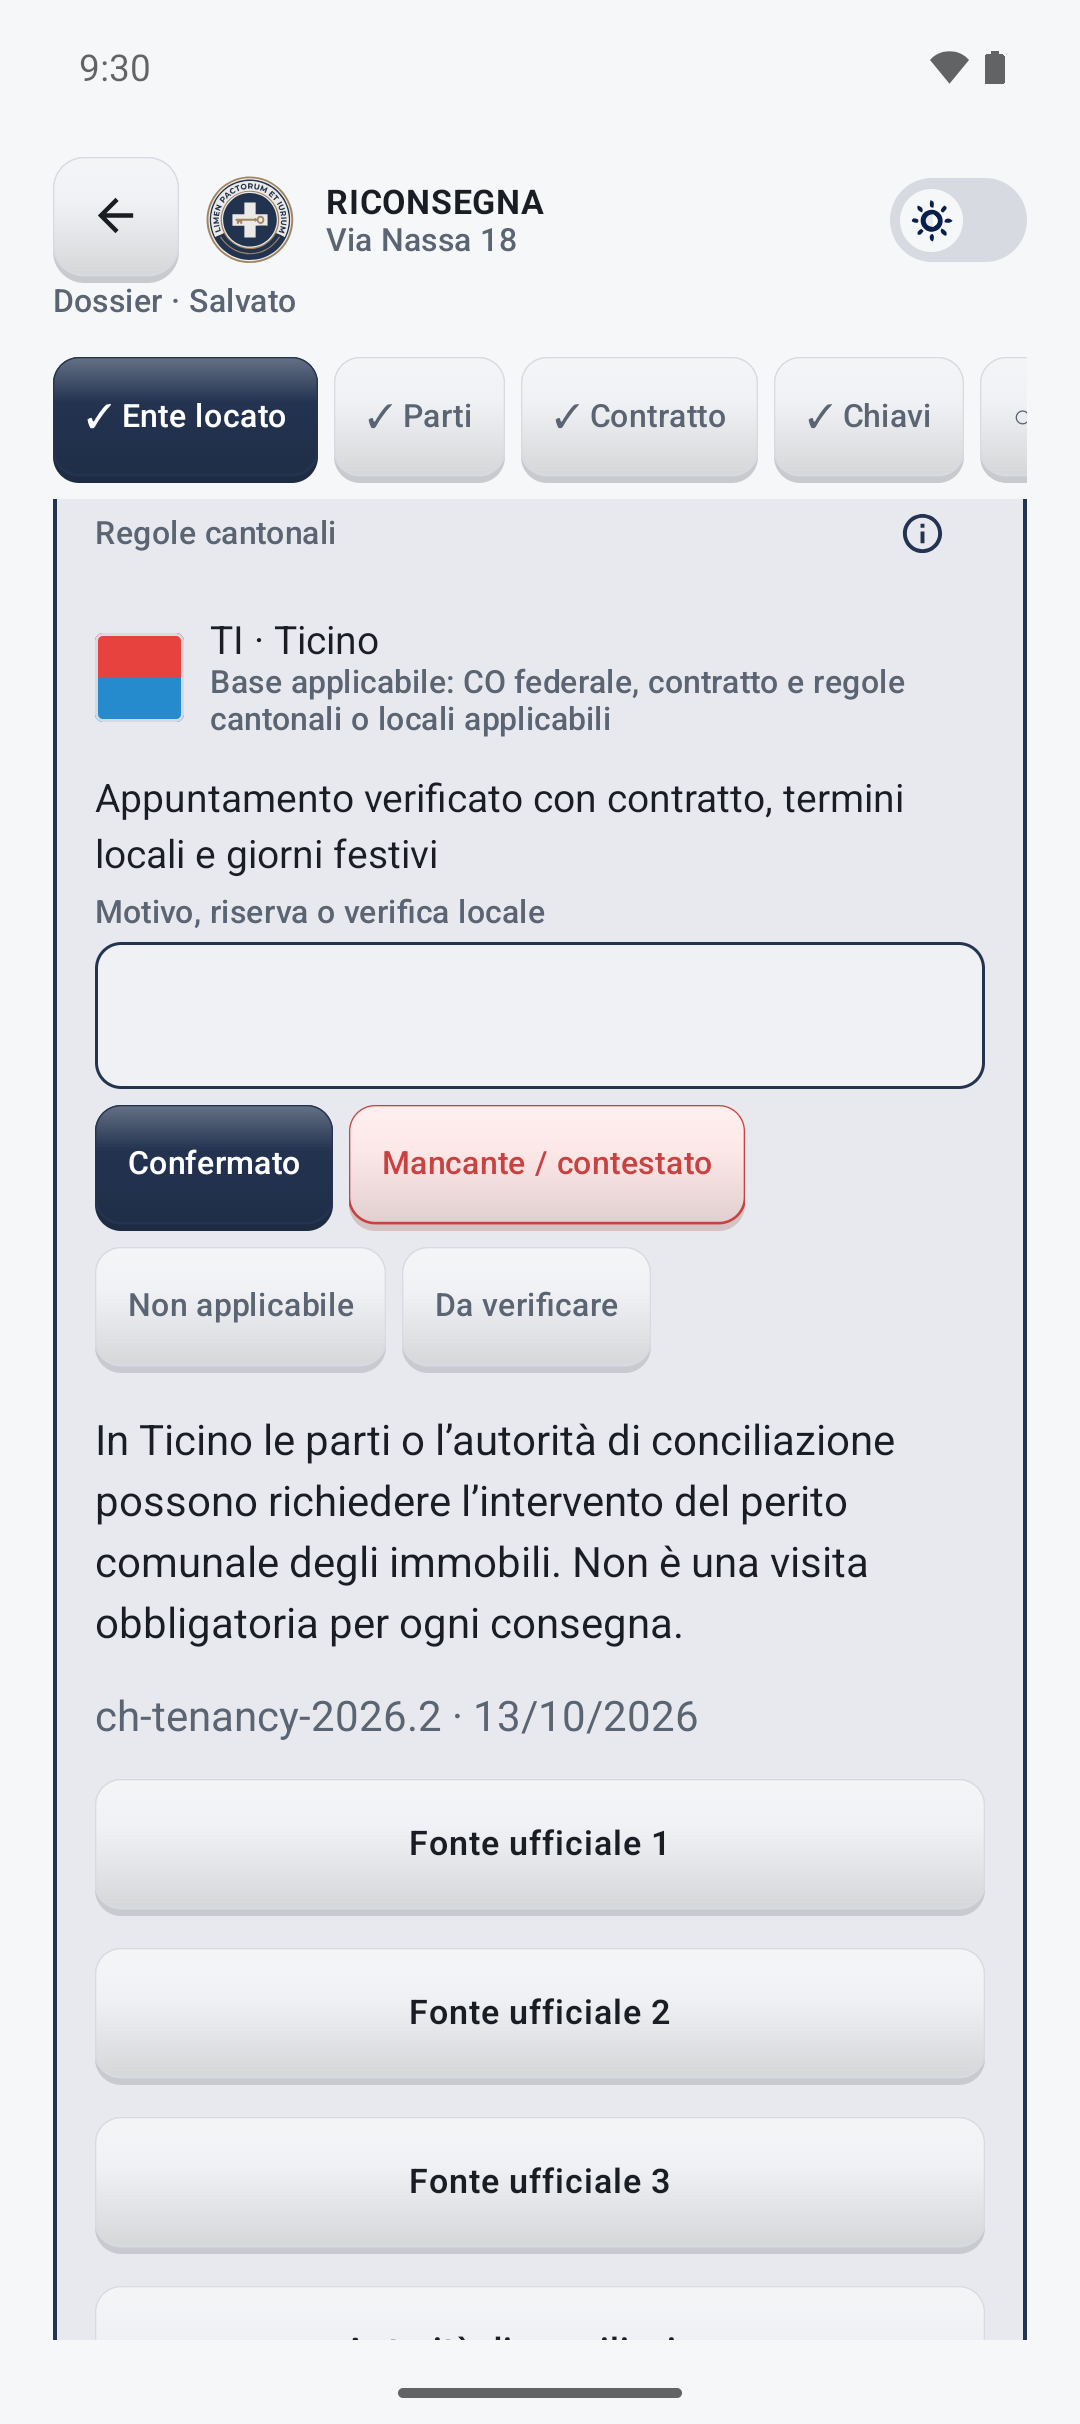 9:30
LIMEN PACTORUM ET IURIUM
RICONSEGNA
Via Nassa 18
Dossier · Salvato
✓ Ente locato
✓ Parti
✓ Contratto
✓ Chiavi
Regole cantonali
TI · Ticino
Base applicabile: CO federale, contratto e regole
cantonali o locali applicabili
Appuntamento verificato con contratto, termini
locali e giorni festivi
Motivo, riserva o verifica locale
Confermato
Mancante / contestato
Non applicabile
Da verificare
In Ticino le parti o l’autorità di conciliazione
possono richiedere l’intervento del perito
comunale degli immobili. Non è una visita
obbligatoria per ogni consegna.
ch-tenancy-2026.2 · 13/10/2026
Fonte ufficiale 1
Fonte ufficiale 2
Fonte ufficiale 3